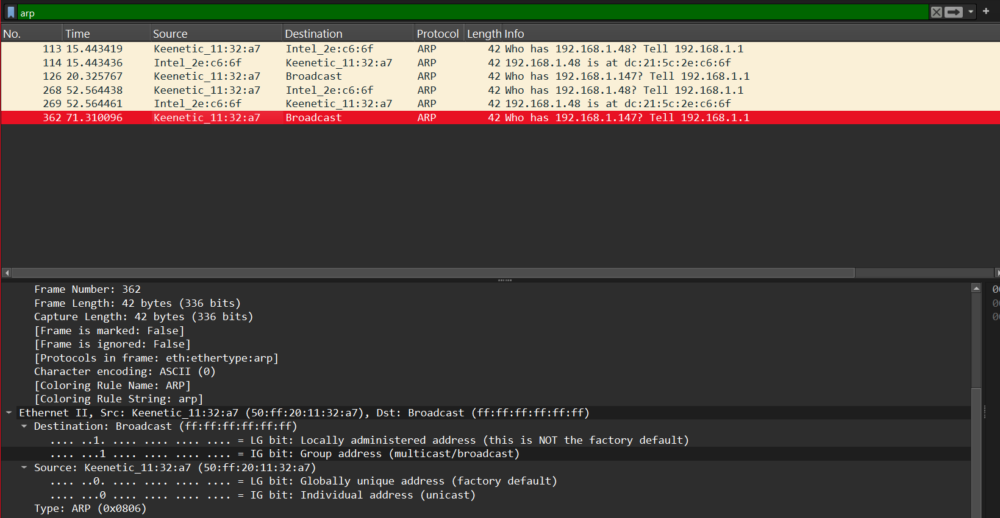 arp
No. Time Source Destination Protocol Length Info
113 15.443419 Keenetic_11:32:a7 Intel_2e:c6:6f ARP 42 Who has 192.168.1.48? Tell 192.168.1.1
114 15.443436 Intel_2e:c6:6f Keenetic_11:32:a7 ARP 42 192.168.1.48 is at dc:21:5c:2e:c6:6f
126 20.325767 Keenetic_11:32:a7 Broadcast ARP 42 Who has 192.168.1.147? Tell 192.168.1.1
268 52.564438 Keenetic_11:32:a7 Intel_2e:c6:6f ARP 42 Who has 192.168.1.48? Tell 192.168.1.1
269 52.564461 Intel_2e:c6:6f Keenetic_11:32:a7 ARP 42 192.168.1.48 is at dc:21:5c:2e:c6:6f
362 71.310096 Keenetic_11:32:a7 Broadcast ARP 42 Who has 192.168.1.147? Tell 192.168.1.1
Frame Number: 362
Frame Length: 42 bytes (336 bits)
Capture Length: 42 bytes (336 bits)
[Frame is marked: False]
[Frame is ignored: False]
[Protocols in frame: eth:ethertype:arp]
Character encoding: ASCII (0)
[Coloring Rule Name: ARP]
[Coloring Rule String: arp]
Ethernet II, Src: Keenetic_11:32:a7 (50:ff:20:11:32:a7), Dst: Broadcast (ff:ff:ff:ff:ff:ff)
Destination: Broadcast (ff:ff:ff:ff:ff:ff)
.... ..1. .... .... .... .... = LG bit: Locally administered address (this is NOT the factory default)
.... ...1 .... .... .... .... = IG bit: Group address (multicast/broadcast)
Source: Keenetic_11:32:a7 (50:ff:20:11:32:a7)
.... ..0. .... .... .... .... = LG bit: Globally unique address (factory default)
.... ...0 .... .... .... .... = IG bit: Individual address (unicast)
Type: ARP (0x0806)